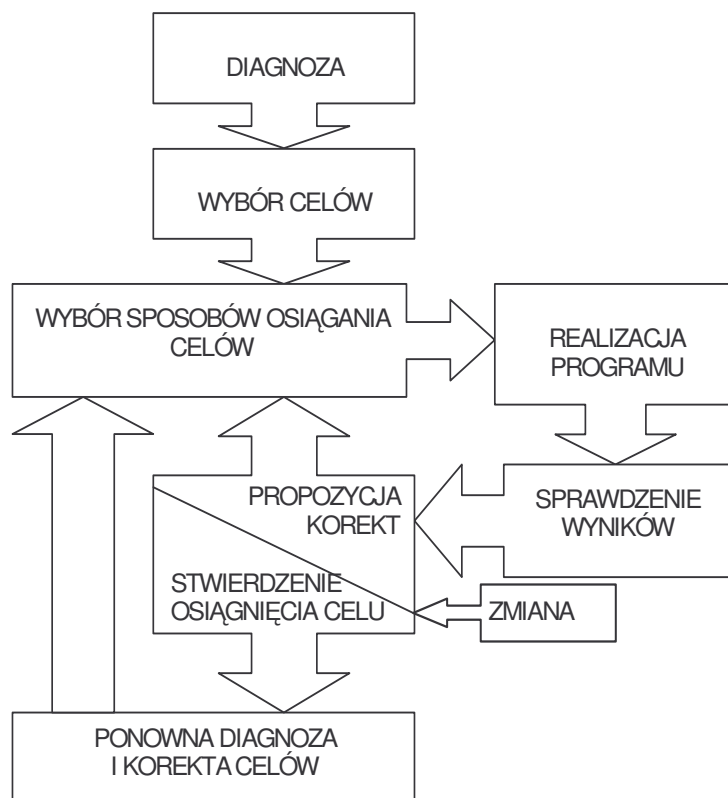 DIAGNOZA
WYBÓR CELÓW
WYBÓR SPOSOBÓW OSIĄGANIA
CELÓW
REALIZACJA
PROGRAMU
SPRAWDZENIE
WYNIKÓW
PROPOZYCJA
KOREKT
STWIERDZENIE
OSIĄGNIĘCIA CELU
ZMIANA
PONOWNA DIAGNOZA
I KOREKTA CELÓW